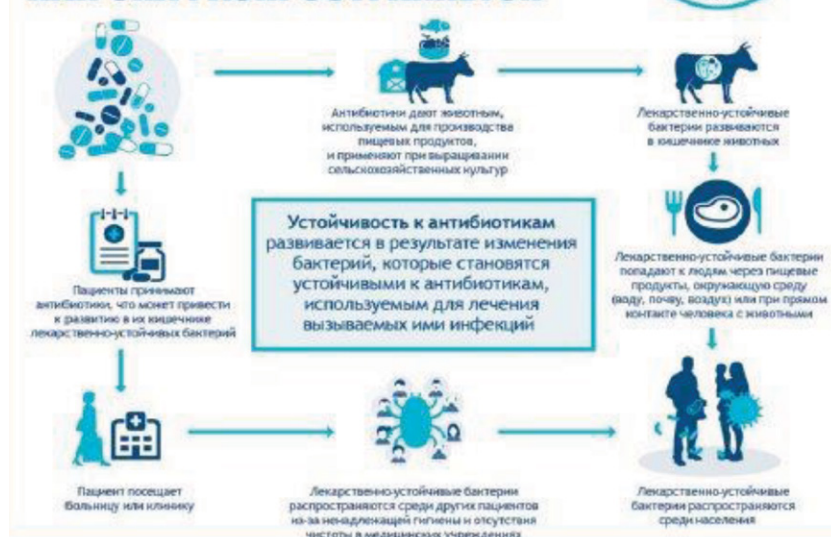 Антибиотики дают животным,
используемым для производства
пищевых продуктов,
и применяют при выращивании
сельскохозяйственных культур
Лекарственно-устойчивые
бактерии развиваются
в кишечнике животных
Устойчивость к антибиотикам
развивается в результате изменения
бактерий, которые становятся
устойчивыми к антибиотикам,
используемым для лечения
вызываемых ими инфекций
Пациенты принимают
антибиотики, что может привести
к развитию в их кишечнике
лекарственно-устойчивых бактерий
Лекарственно-устойчивые бактерии
попадают к людям через пищевые
продукты, окружающую среду
(воду, почву, воздух) или при прямом
контакте человека с животными
Пациент посещает
больницу или клинику
Лекарственно-устойчивые бактерии
распространяются среди других пациентов
из-за ненадлежащей гигиены и отсутствия
чистоты в медицинских учреждениях
Лекарственно-устойчивые
бактерии распространяются
среди населения